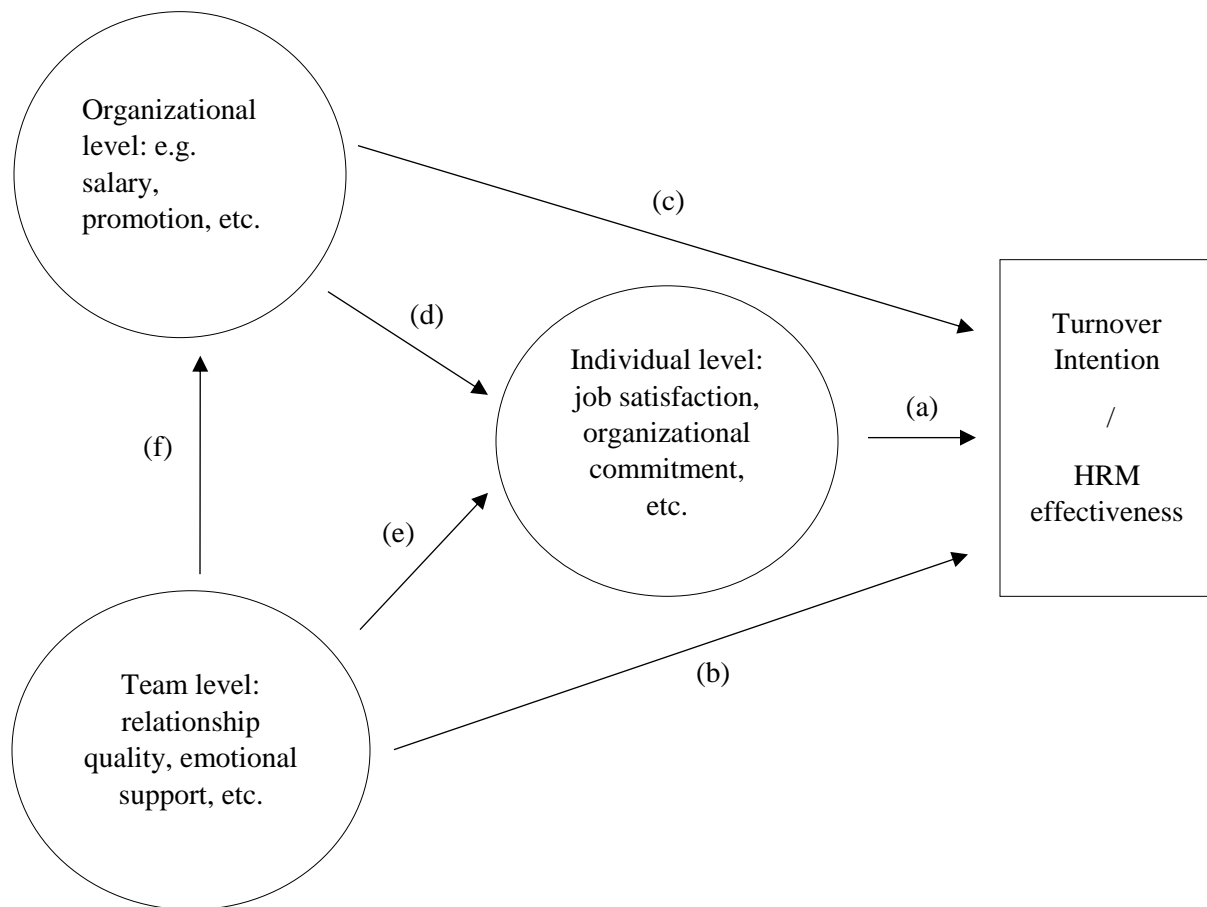 Organizational
level: e.g.
salary,
promotion, etc.
(c)
(d)
Individual level:
job satisfaction,
organizational
commitment,
etc.
(a)
Turnover
Intention
/
HRM
effectiveness
(f)
(e)
Team level:
relationship
quality, emotional
support, etc.
(b)